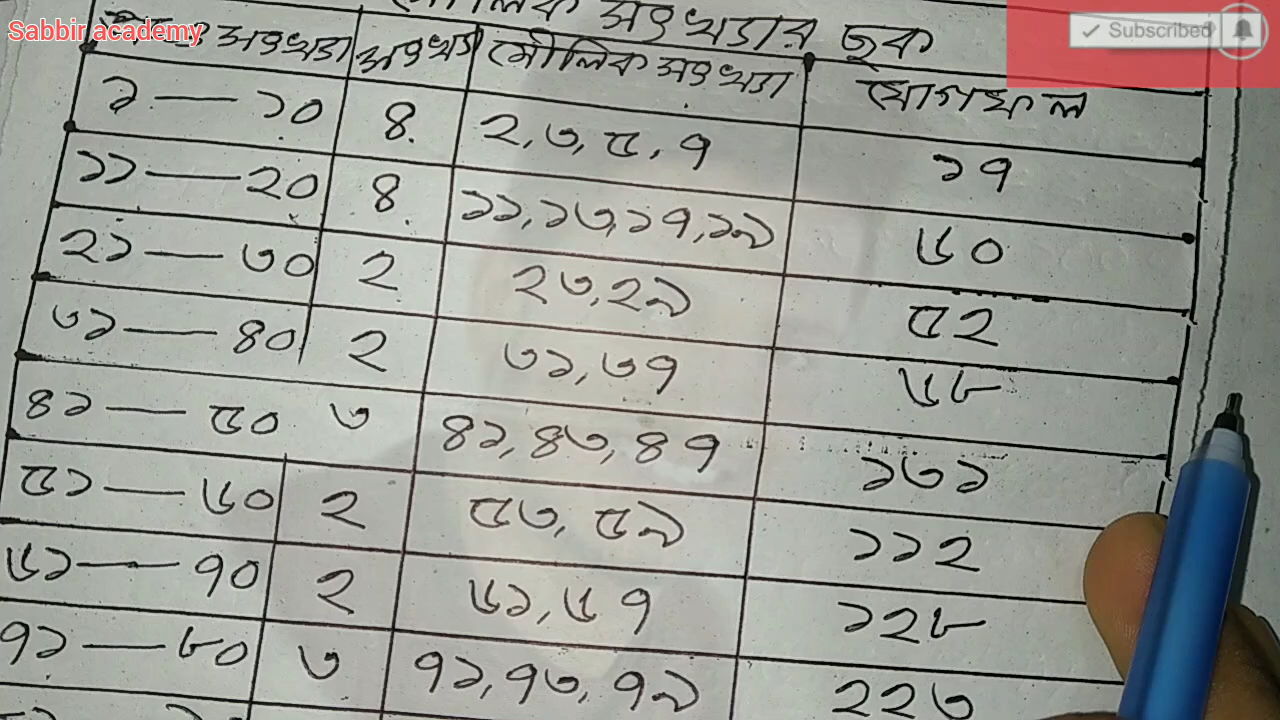 মৌলিক সংখ্যার ছক
Sabbir academy
✓ Subscribed
সংখ্যা সংখ্যা মৌলিক সংখ্যা যোগফল
১ — ১০ ৪ ২, ৩, ৫, ৭ ১৭
১১ — ২০ ৪ ১১, ১৩, ১৭, ১৯ ৬০
২১ — ৩০ ২ ২৩, ২৯ ৫২
৩১ — ৪০ ২ ৩১, ৩৭ ৬৮
৪১ — ৫০ ৩ ৪১, ৪৩, ৪৭ ১৩১
৫১ — ৬০ ২ ৫৩, ৫৯ ১১২
৬১ — ৭০ ২ ৬১, ৬৭ ১২৮
৭১ — ৮০ ৩ ৭১, ৭৩, ৭৯ ২২৩